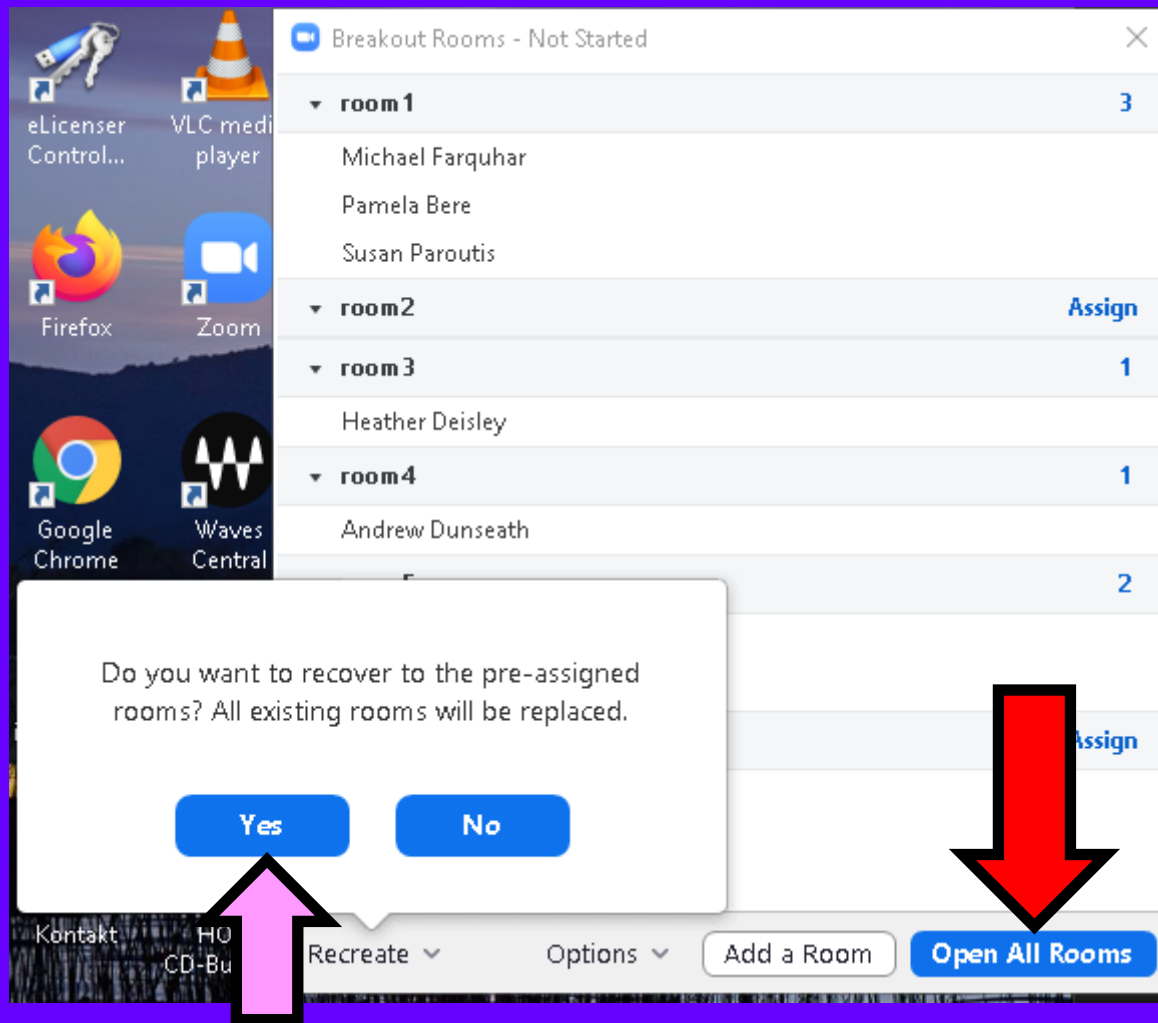 eLicenser
Control...
VLC medi
player
Firefox
Zoom
Google
Chrome
Waves
Central
Kontakt
HO
CD-Bu
Breakout Rooms - Not Started
room1 3
Michael Farquhar
Pamela Bere
Susan Paroutis
room2 Assign
room3 1
Heather Deisley
room4 1
Andrew Dunseath
2
Assign
Do you want to recover to the pre-assigned
rooms? All existing rooms will be replaced.
Yes No
Recreate Options Add a Room Open All Rooms